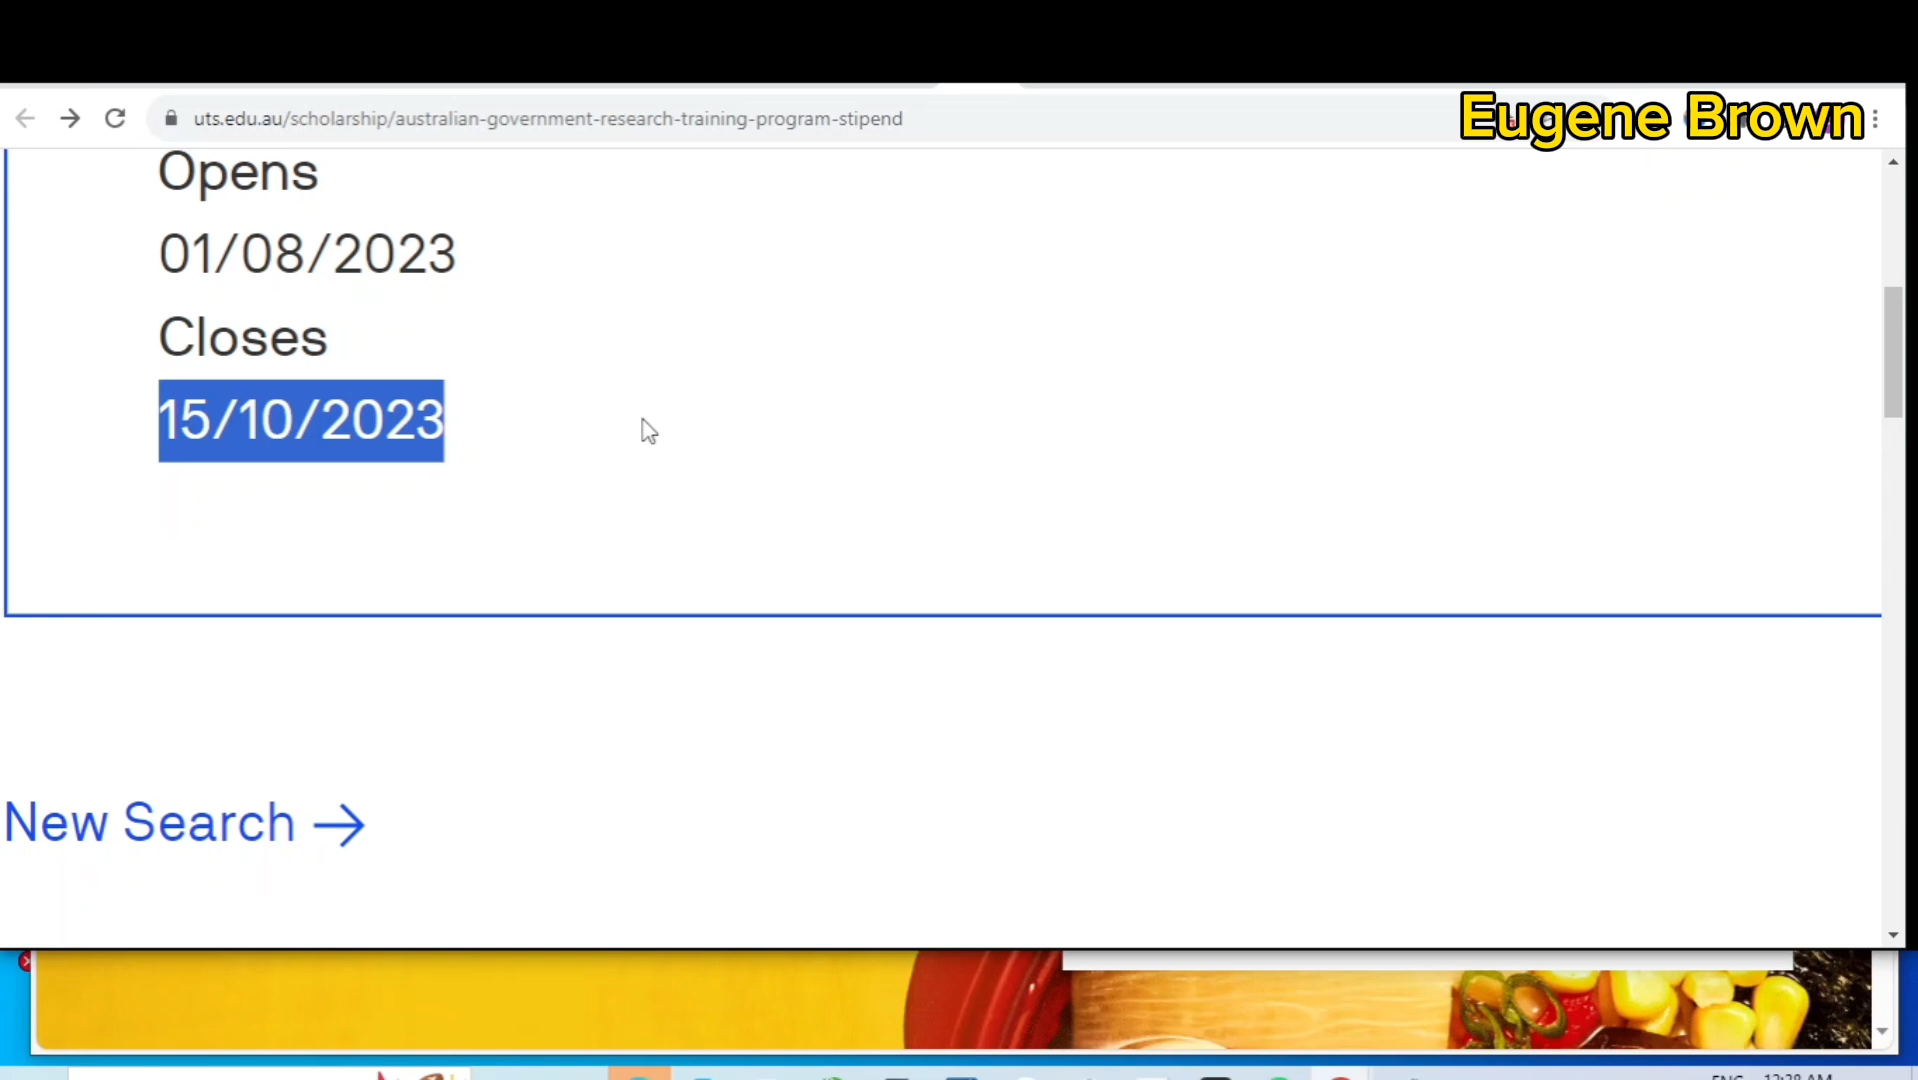 Eugene Brown
uts.edu.au/scholarship/australian-government-research-training-program-stipend
Opens
01/08/2023
Closes
15/10/2023
New Search →